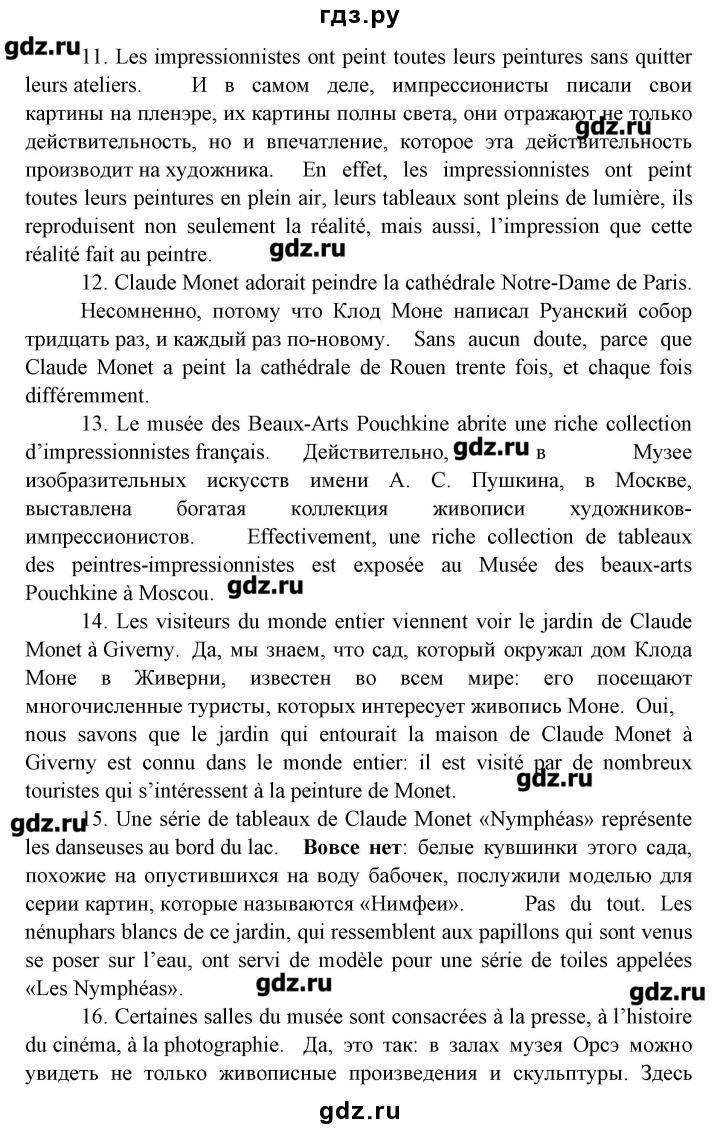 гдз.ру
gdz.ru
11. Les impressionnistes ont peint toutes leurs peintures sans quitter
leurs ateliers. И в самом деле, импрессионисты писали свои
картины на пленэре, их картины полны света, они отражают не только
gdz.ru
действительность, но и впечатление, которое эта действительность
производит на художника. En effet, les impressionnistes ont peint
toutes leurs peintures en plein air, leurs tableaux sont pleins de lumière, ils
reproduisent non seulement la réalité, mais aussi, l’impression que cette
réalité fait au peintre.
gdz.ru
12. Claude Monet adorait peindre la cathédrale Notre-Dame de Paris.
Несомненно, потому что Клод Моне написал Руанский собор
тридцать раз, и каждый раз по-новому. Sans aucun doute, parce que
Claude Monet a peint la cathédrale de Rouen trente fois, et chaque fois
différemment.
13. Le musée des Beaux-Arts Pouchkine abrite une riche collection
d’impressionnistes français. Действительно, gdz.ru в Музее
изобразительных искусств имени А. С. Пушкина, в Москве,
выставлена богатая коллекция живописи художников-
импрессионистов. Effectivement, une riche collection de tableaux
des peintres-impressionnistes est exposée au Musée des beaux-arts
Pouchkine à Moscou.
gdz.ru
14. Les visiteurs du monde entier viennent voir le jardin de Claude
Monet à Giverny. Да, мы знаем, что сад, который окружал дом Клода
Моне в Живерни, известен во всем мире: его посещают
многочисленные туристы, которых интересует живопись Моне. Oui,
nous savons que le jardin qui entourait la maison de Claude Monet à
Giverny est connu dans le monde entier: il est visité par de nombreux
touristes qui s’intéressent à la peinture de Monet.
gdz.ru
gdz.ru
15. Une série de tableaux de Claude Monet «Nymphéas» représente
les danseuses au bord du lac. Вовсе нет: белые кувшинки этого сада,
похожие на опустившихся на воду бабочек, послужили моделью для
серии картин, которые называются «Нимфеи». Pas du tout. Les
nénuphars blancs de ce jardin, qui ressemblent aux papillons qui sont venus
se poser sur l’eau, ont servi de modèle pour une série de toiles appelées
«Les Nymphéas».
gdz.ru
gdz.ru
16. Certaines salles du musée sont consacrées à la presse, à l’histoire
du cinéma, à la photographie. Да, это так: в залах музея Орсэ можно
увидеть не только живописные произведения и скульптуры. Здесь
gdz.ru